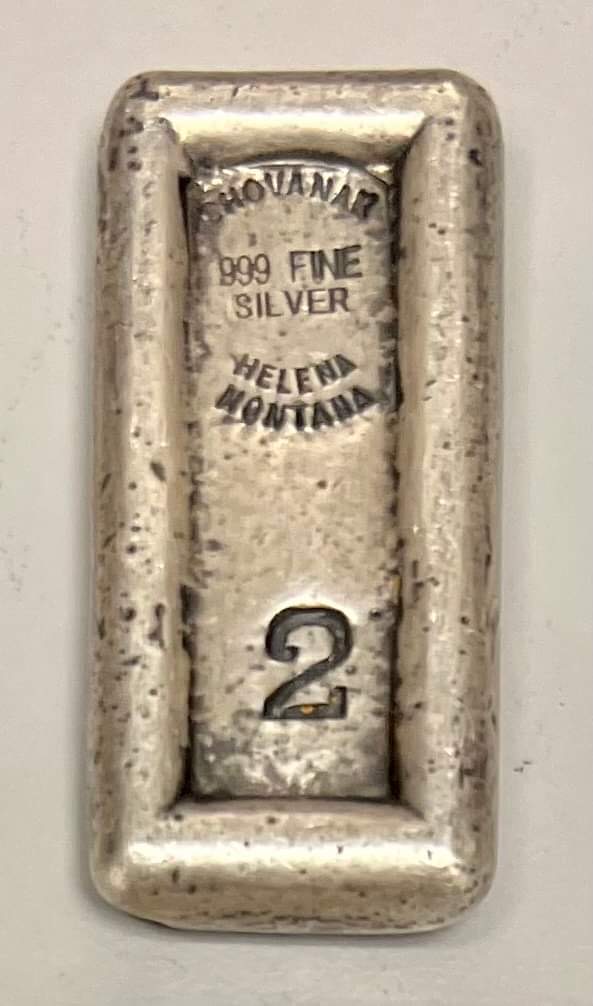 CHOVANAK
999 FINE
SILVER
HELENA
MONTANA
2